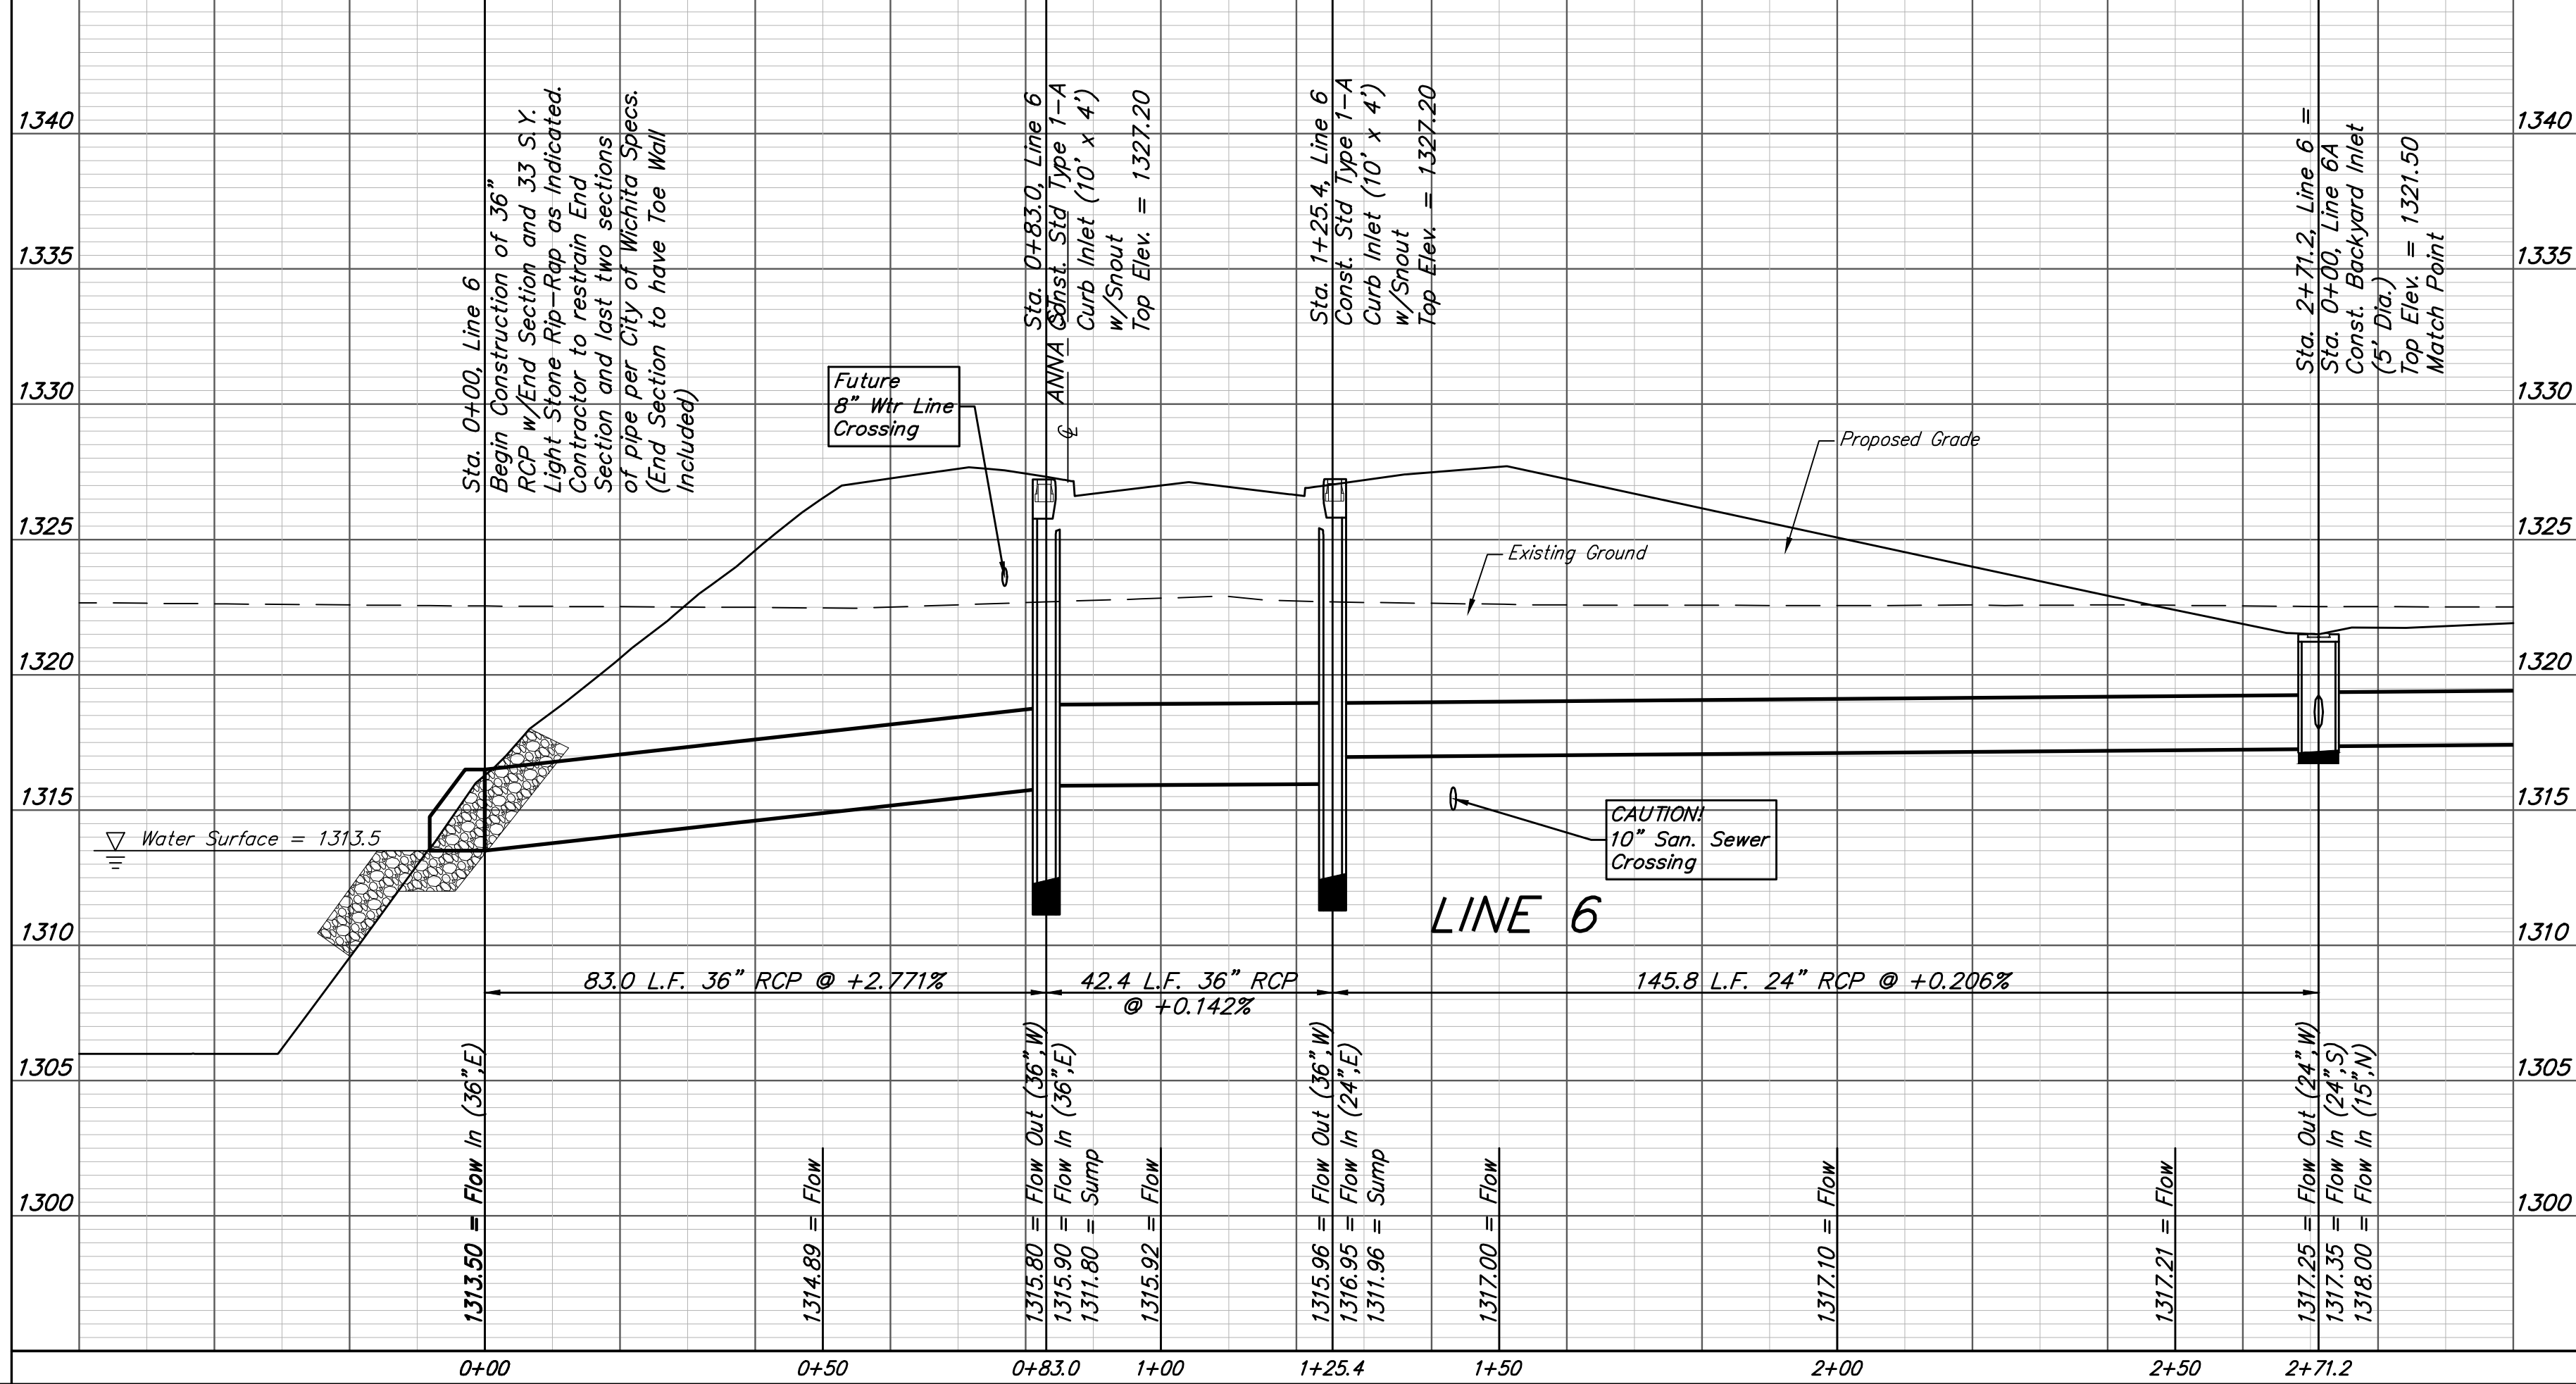 1340
1335
1330
1325
1320
1315
1310
1305
1300
Sta. 0+00, Line 6
Begin Construction of 36"
RCP w/End Section and 33 S.Y.
Light Stone Rip-Rap as Indicated.
Contractor to restrain End
Section and last two sections
of pipe per City of Wichita Specs.
(End Section to have Toe Wall
Included)
Sta. 0+83.0, Line 6
Const. Std Type 1-A
Curb Inlet (10' x 4')
w/Snout
Top Elev. = 1327.20
℄ ANNA ST
Sta. 1+25.4, Line 6
Const. Std Type 1-A
Curb Inlet (10' x 4')
w/Snout
Top Elev. = 1327.20
Sta. 2+71.2, Line 6 =
Sta. 0+00, Line 6A
Const. Backyard Inlet
(5' Dia.)
Top Elev. = 1321.50
Match Point
Future
8" Wtr Line
Crossing
Proposed Grade
Existing Ground
Water Surface = 1313.5
CAUTION!
10" San. Sewer
Crossing
LINE 6
83.0 L.F. 36" RCP @ +2.771%
42.4 L.F. 36" RCP
@ +0.142%
145.8 L.F. 24" RCP @ +0.206%
1313.50 = Flow In (36",E)
1314.89 = Flow
1315.80 = Flow Out (36",W)
1315.90 = Flow In (36",E)
1311.80 = Sump
1315.92 = Flow
1315.96 = Flow Out (36",W)
1316.95 = Flow In (24",E)
1311.96 = Sump
1317.00 = Flow
1317.10 = Flow
1317.21 = Flow
1317.25 = Flow Out (24",W)
1317.35 = Flow In (24",S)
1318.00 = Flow In (15",N)
1340
1335
1330
1325
1320
1315
1310
1305
1300
0+00
0+50
0+83.0
1+00
1+25.4
1+50
2+00
2+50
2+71.2